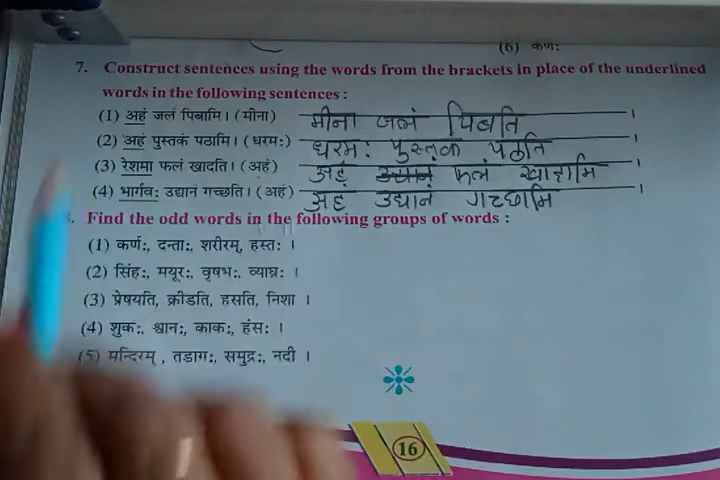 (6) कणः
7. Construct sentences using the words from the brackets in place of the underlined
words in the following sentences :
(1) अहं जलं पिबामि। (मीना) मीना जलं पिबति ।
(2) अहं पुस्तकं पठामि। (धरमः) धरमः पुस्तकं पठति ।
(3) रेशमा फलं खादति। (अहं) अहं उद्यानं फलं खादामि ।
(4) भार्गवः उद्यानं गच्छति। (अहं) अहं उद्यानं गच्छामि ।
. Find the odd words in the following groups of words :
(1) कर्णः, दन्ताः, शरीरम्, हस्तः ।
(2) सिंहः, मयूरः, वृषभः, व्याघ्रः ।
(3) प्रेषयति, क्रीडति, हसति, निशा ।
(4) शुकः, श्वानः, काकः, हंसः ।
(5) मन्दिरम् , तडागः, समुद्रः, नदी ।
16